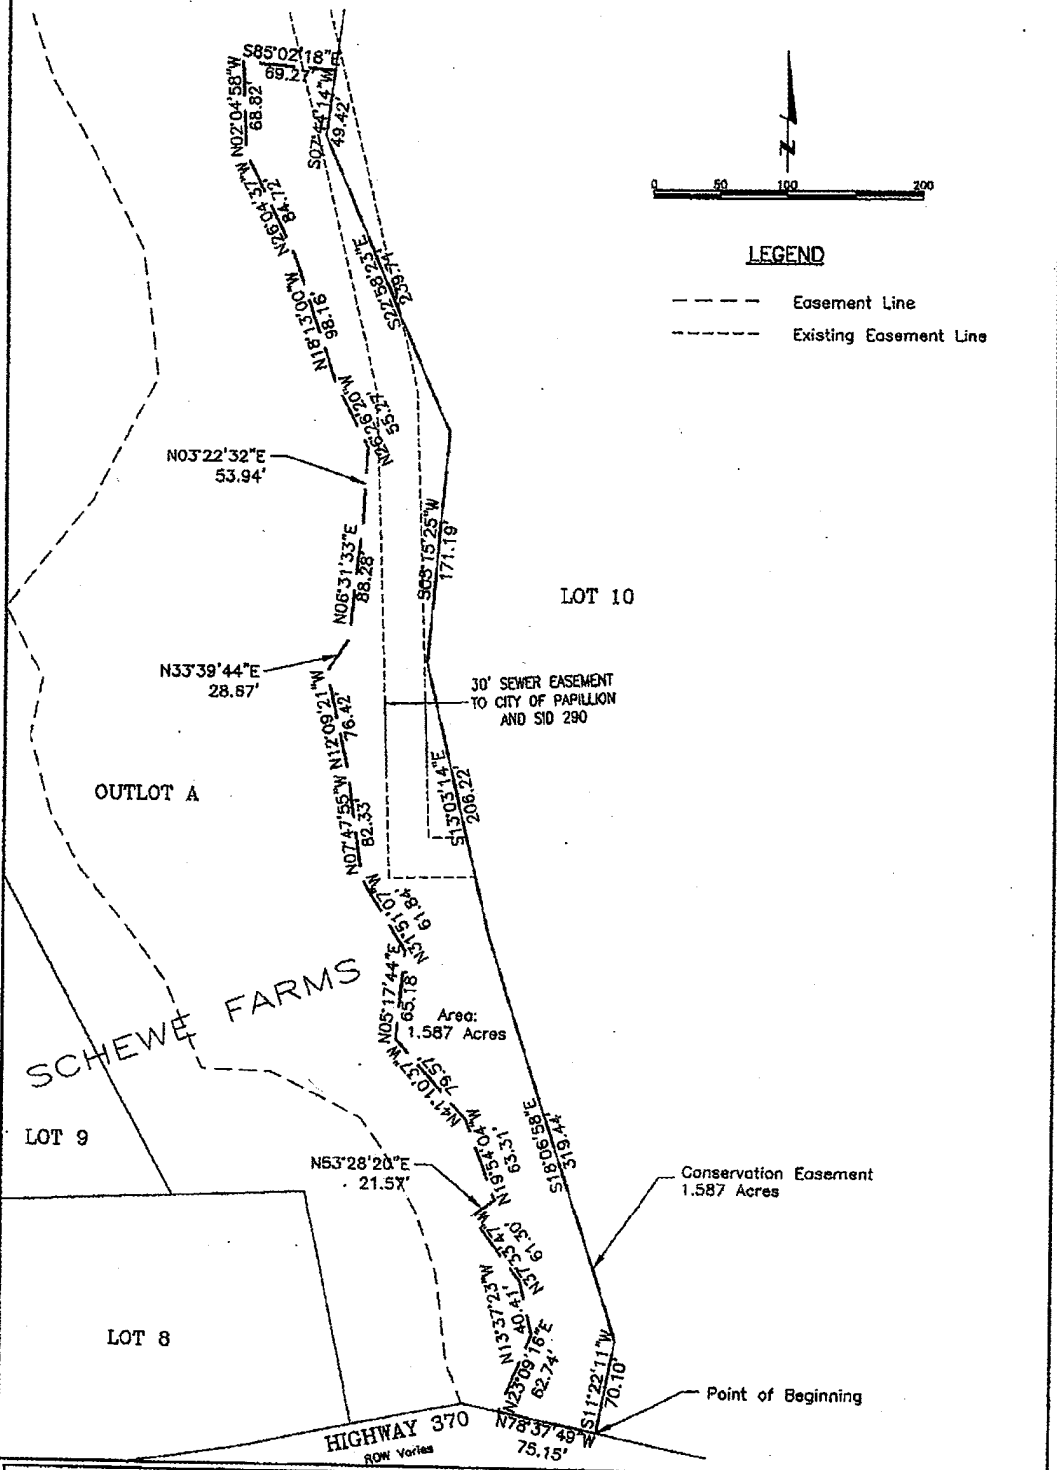 S85°02'18"E
69.27'
N02°04'58"W
68.82'
S07°44'14"W
49.42'
0 50 100 200
N
LEGEND
Easement Line
Existing Easement Line
N26°04'37"W
84.72'
S22°58'23"E
239.74'
N18°13'00"W
98.16'
N26°26'20"W
55.27'
N03°22'32"E
53.94'
171.19'
N06°31'33"E
88.28'
LOT 10
N33°39'44"E
28.87'
30' SEWER EASEMENT
TO CITY OF PAPILLION
AND SID 290
N12°09'21"W
76.42'
S13°03'14"E
206.22'
OUTLOT A
N07°47'55"W
82.33'
N31°51'07"W
61.84'
N05°17'44"E
65.18'
Area:
1.587 Acres
SCHEWE FARMS
N41°10'37"W
79.57'
N19°54'04"W
63.31'
S18°06'58"E
319.44'
LOT 9
N53°28'20"E
21.57'
Conservation Easement
1.587 Acres
N37°33'47"W
61.30'
N13°37'23"W
40.41'
LOT 8
N23°09'16"E
62.74'
S11°22'11"W
70.10'
Point of Beginning
HIGHWAY 370
ROW Varies
N78°37'49"W
75.15'